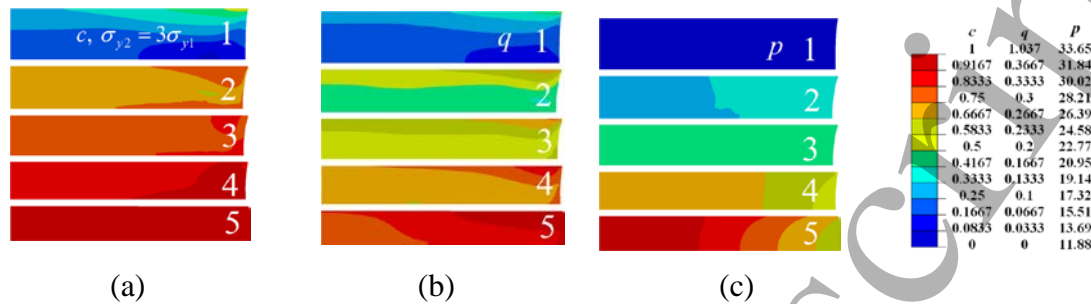 c, σy2 = 3σy1 1
2
3
4
5
q 1
2
3
4
5
p 1
2
3
4
5
c q p
1 1.037 33.65
0.9167 0.3667 31.84
0.8333 0.3333 30.02
0.75 0.3 28.21
0.6667 0.2667 26.39
0.5833 0.2333 24.58
0.5 0.2 22.77
0.4167 0.1667 20.95
0.3333 0.1333 19.14
0.25 0.1 17.32
0.1667 0.0667 15.51
0.0833 0.0333 13.69
0 0 11.88
(a) (b) (c)